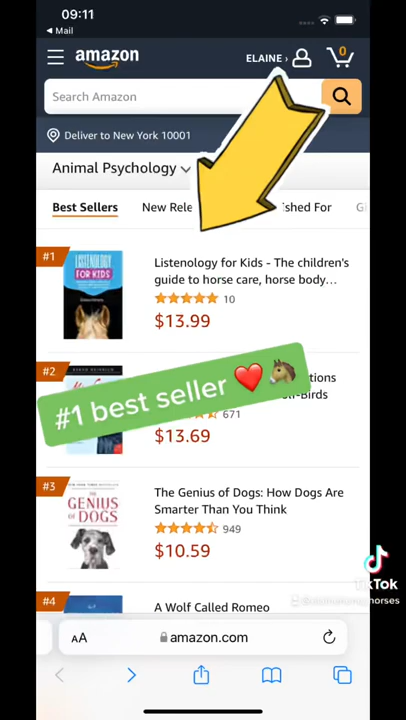 09:11
Mail
amazon
ELAINE ›
0
Search Amazon
Deliver to New York 10001
Animal Psychology
Best Sellers
New Rele
shed For
#1
LISTENOLOGY
FOR KIDS
Listenology for Kids - The children's
guide to horse care, horse body...
10
$13.99
#2
tions
lf-Birds
#1 best seller
671
$13.69
#3
THE
GENIUS
OF DOGS
The Genius of Dogs: How Dogs Are
Smarter Than You Think
949
$10.59
TikTok
#4
A Wolf Called Romeo
AA
amazon.com